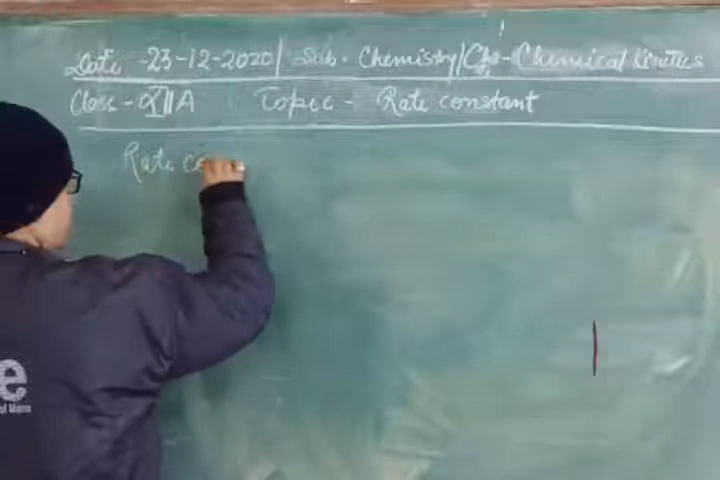 Date -23-12-2020/ Sub. Chemistry/Ch- Chemical Kinetics
Class - XII A Topic - Rate constant
Rate co
e